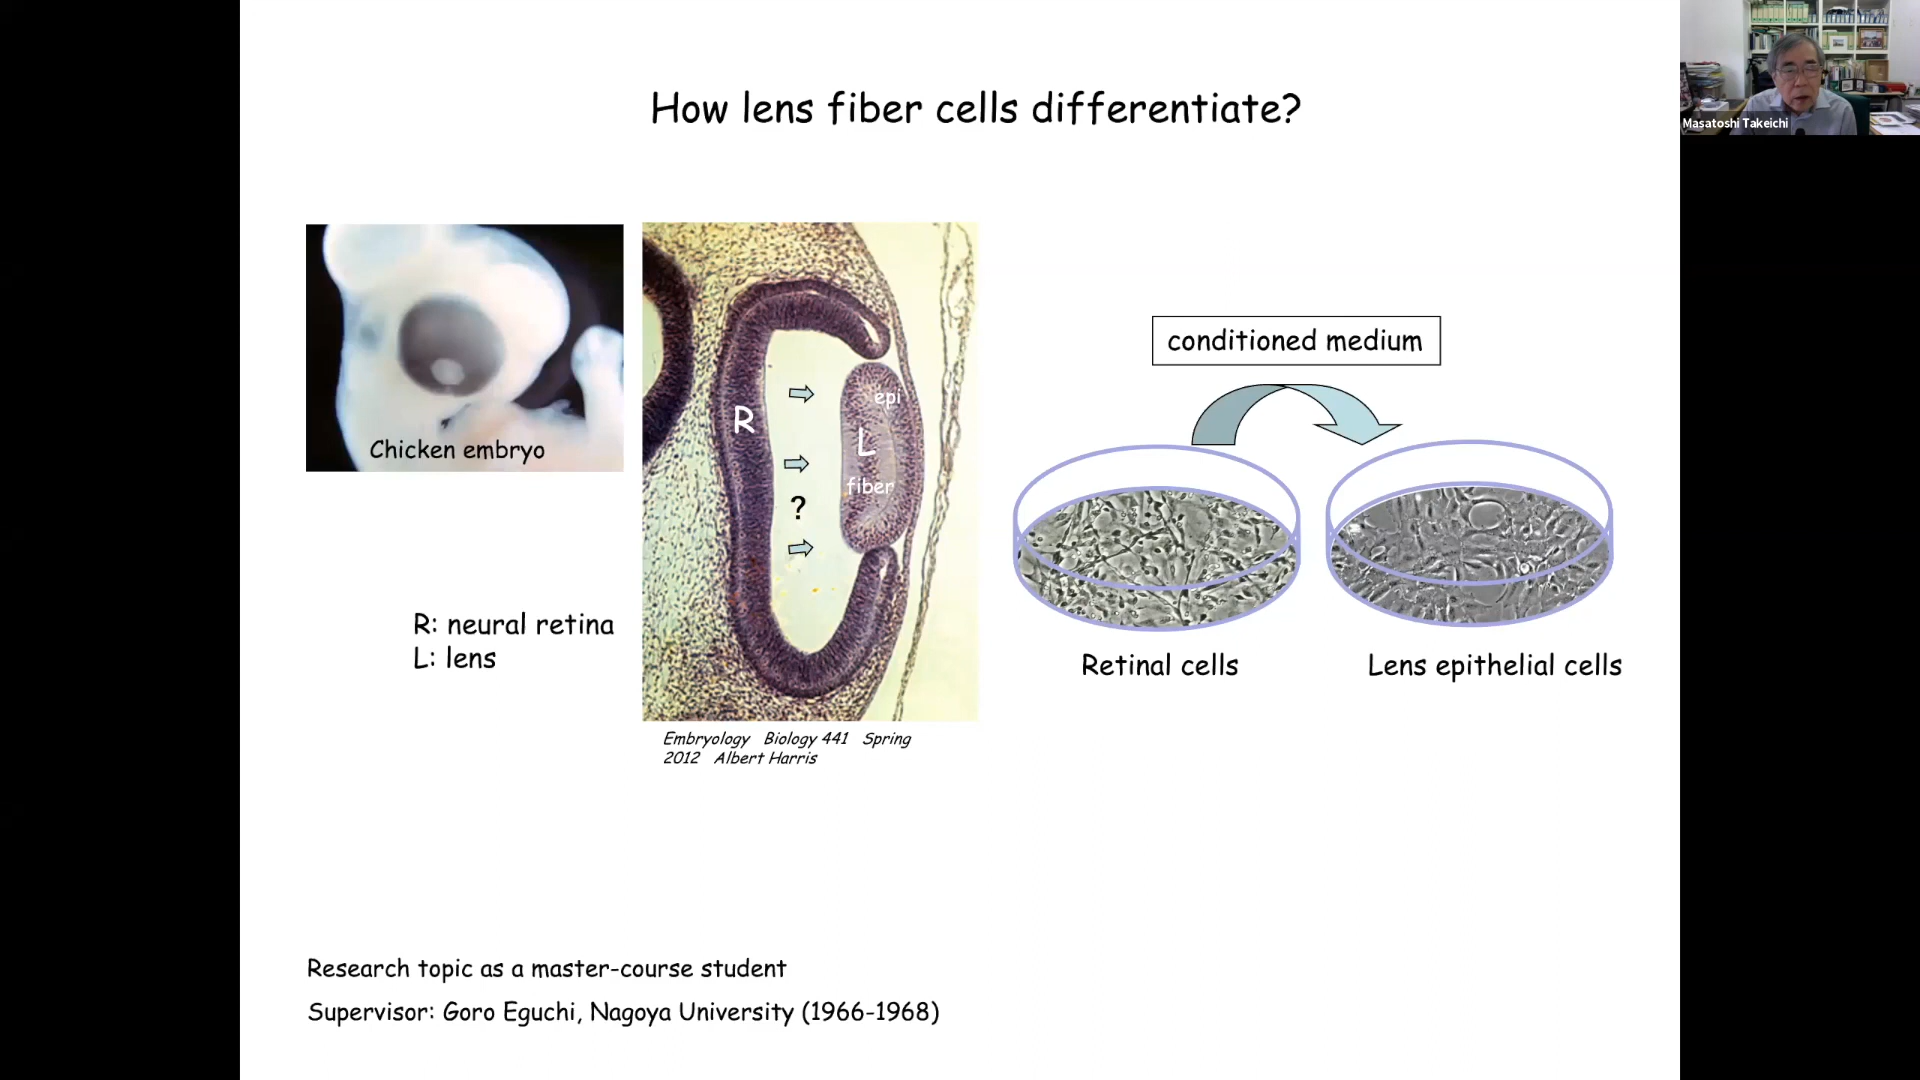 How lens fiber cells differentiate?
Masatoshi Takeichi
Chicken embryo
R
epi
L
fiber
?
R: neural retina
L: lens
Embryology Biology 441 Spring
2012 Albert Harris
conditioned medium
Retinal cells
Lens epithelial cells
Research topic as a master-course student
Supervisor: Goro Eguchi, Nagoya University (1966-1968)